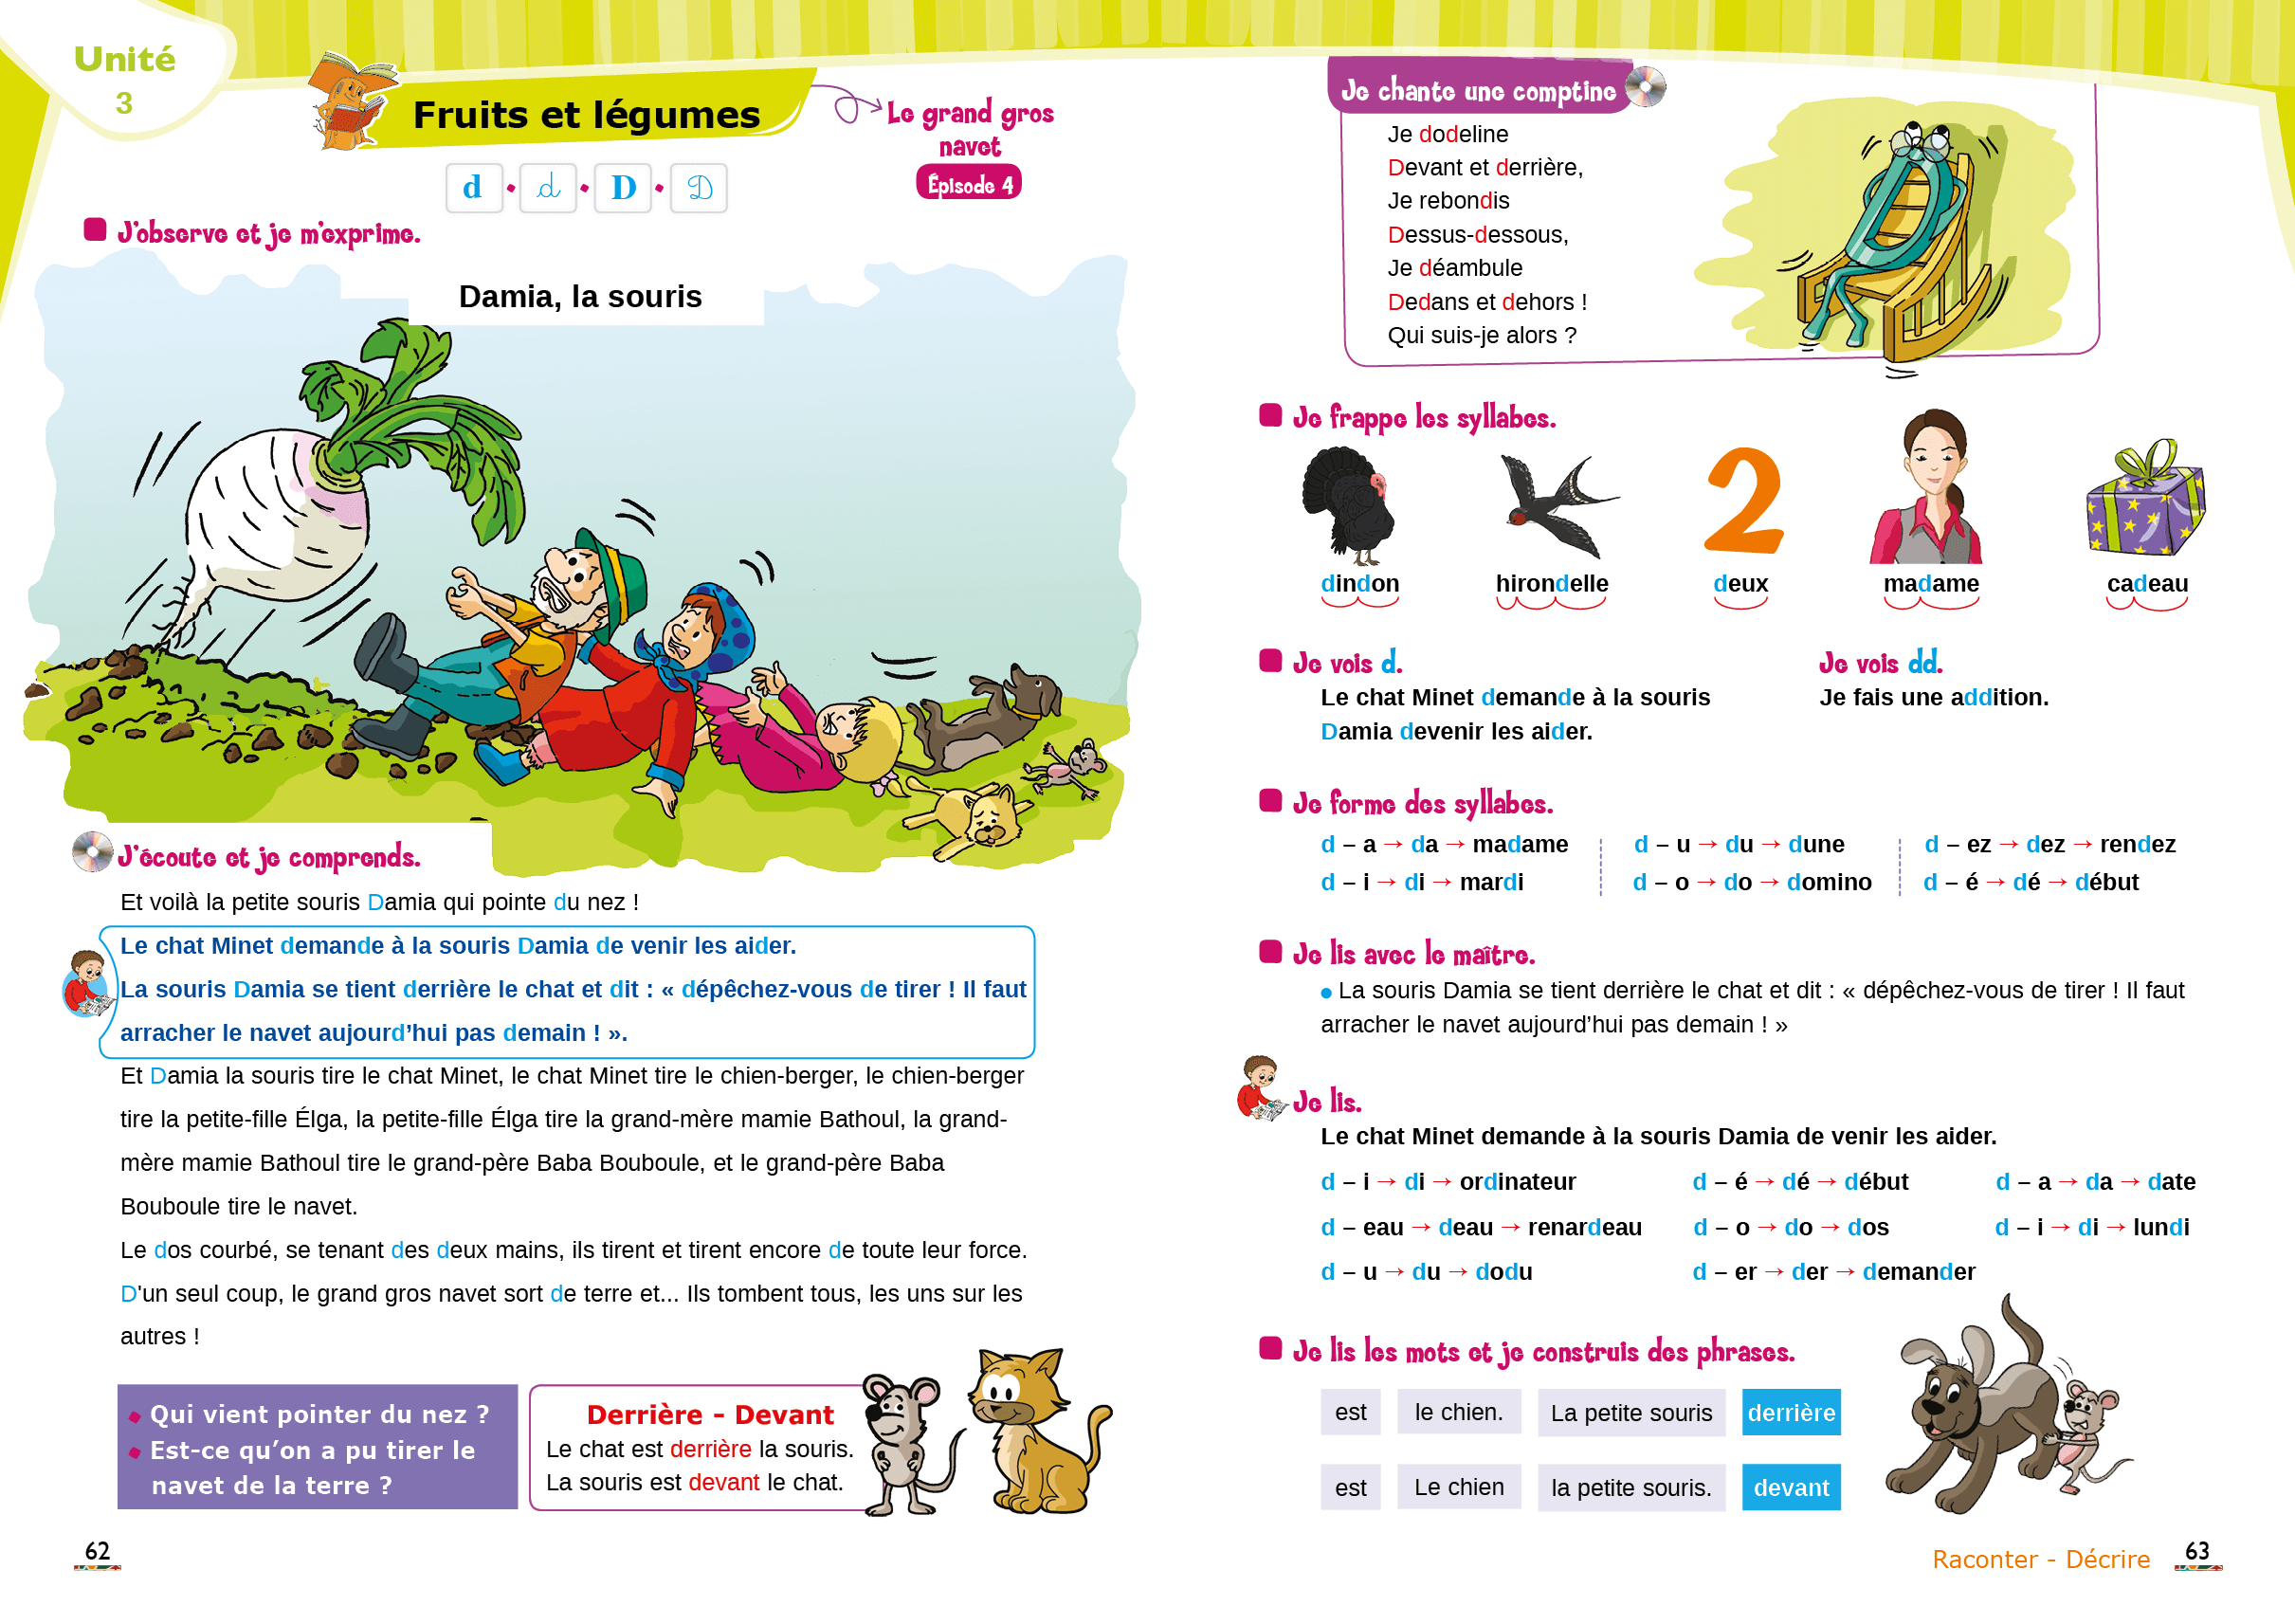 Unité
3
Fruits et légumes
Le grand gros
navet
Épisode 4
d • d • D • D
J'observe et je m'exprime.
Damia, la souris
J'écoute et je comprends.
Et voilà la petite souris Damia qui pointe du nez !
Le chat Minet demande à la souris Damia de venir les aider.
La souris Damia se tient derrière le chat et dit : « dépêchez-vous de tirer ! Il faut
arracher le navet aujourd’hui pas demain ! ».
Et Damia la souris tire le chat Minet, le chat Minet tire le chien-berger, le chien-berger
tire la petite-fille Élga, la petite-fille Élga tire la grand-mère mamie Bathoul, la grand-
mère mamie Bathoul tire le grand-père Baba Bouboule, et le grand-père Baba
Bouboule tire le navet.
Le dos courbé, se tenant des deux mains, ils tirent et tirent encore de toute leur force.
D'un seul coup, le grand gros navet sort de terre et... Ils tombent tous, les uns sur les
autres !
Qui vient pointer du nez ?
Est-ce qu’on a pu tirer le
navet de la terre ?
Derrière - Devant
Le chat est derrière la souris.
La souris est devant le chat.
62
Je chante une comptine
Je dodeline
Devant et derrière,
Je rebondis
Dessus-dessous,
Je déambule
Dedans et dehors !
Qui suis-je alors ?
Je frappe les syllabes.
2
dindon hirondelle deux madame cadeau
Je vois d.
Le chat Minet demande à la souris
Damia devenir les aider.
Je vois dd.
Je fais une addition.
Je forme des syllabes.
d – a → da → madame d – u → du → dune d – ez → dez → rendez
d – i → di → mardi d – o → do → domino d – é → dé → début
Je lis avec le maître.
• La souris Damia se tient derrière le chat et dit : « dépêchez-vous de tirer ! Il faut
arracher le navet aujourd’hui pas demain ! »
Je lis.
Le chat Minet demande à la souris Damia de venir les aider.
d – i → di → ordinateur d – é → dé → début d – a → da → date
d – eau → deau → renardeau d – o → do → dos d – i → di → lundi
d – u → du → dodu d – er → der → demander
Je lis les mots et je construis des phrases.
est le chien. La petite souris derrière
est Le chien la petite souris. devant
Raconter - Décrire 63